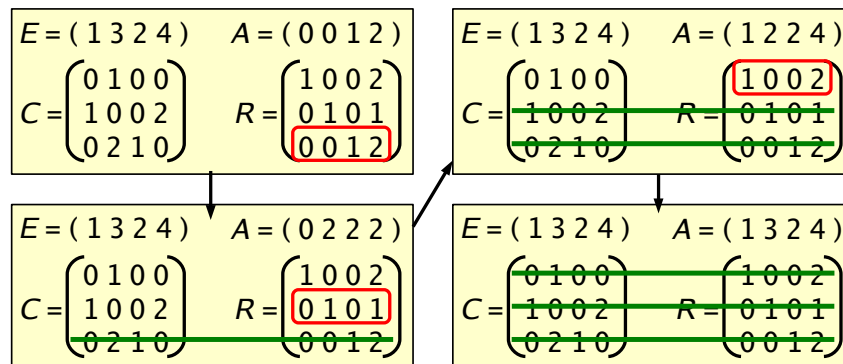 E = ( 1 3 2 4 ) A = ( 0 0 1 2 )
0 1 0 0 1 0 0 2
C = 1 0 0 2 R = 0 1 0 1
0 2 1 0 0 0 1 2
E = ( 1 3 2 4 ) A = ( 0 2 2 2 )
0 1 0 0 1 0 0 2
C = 1 0 0 2 R = 0 1 0 1
0 2 1 0 0 0 1 2
E = ( 1 3 2 4 ) A = ( 1 2 2 4 )
0 1 0 0 1 0 0 2
C = 1 0 0 2 R = 0 1 0 1
0 2 1 0 0 0 1 2
E = ( 1 3 2 4 ) A = ( 1 3 2 4 )
0 1 0 0 1 0 0 2
C = 1 0 0 2 R = 0 1 0 1
0 2 1 0 0 0 1 2